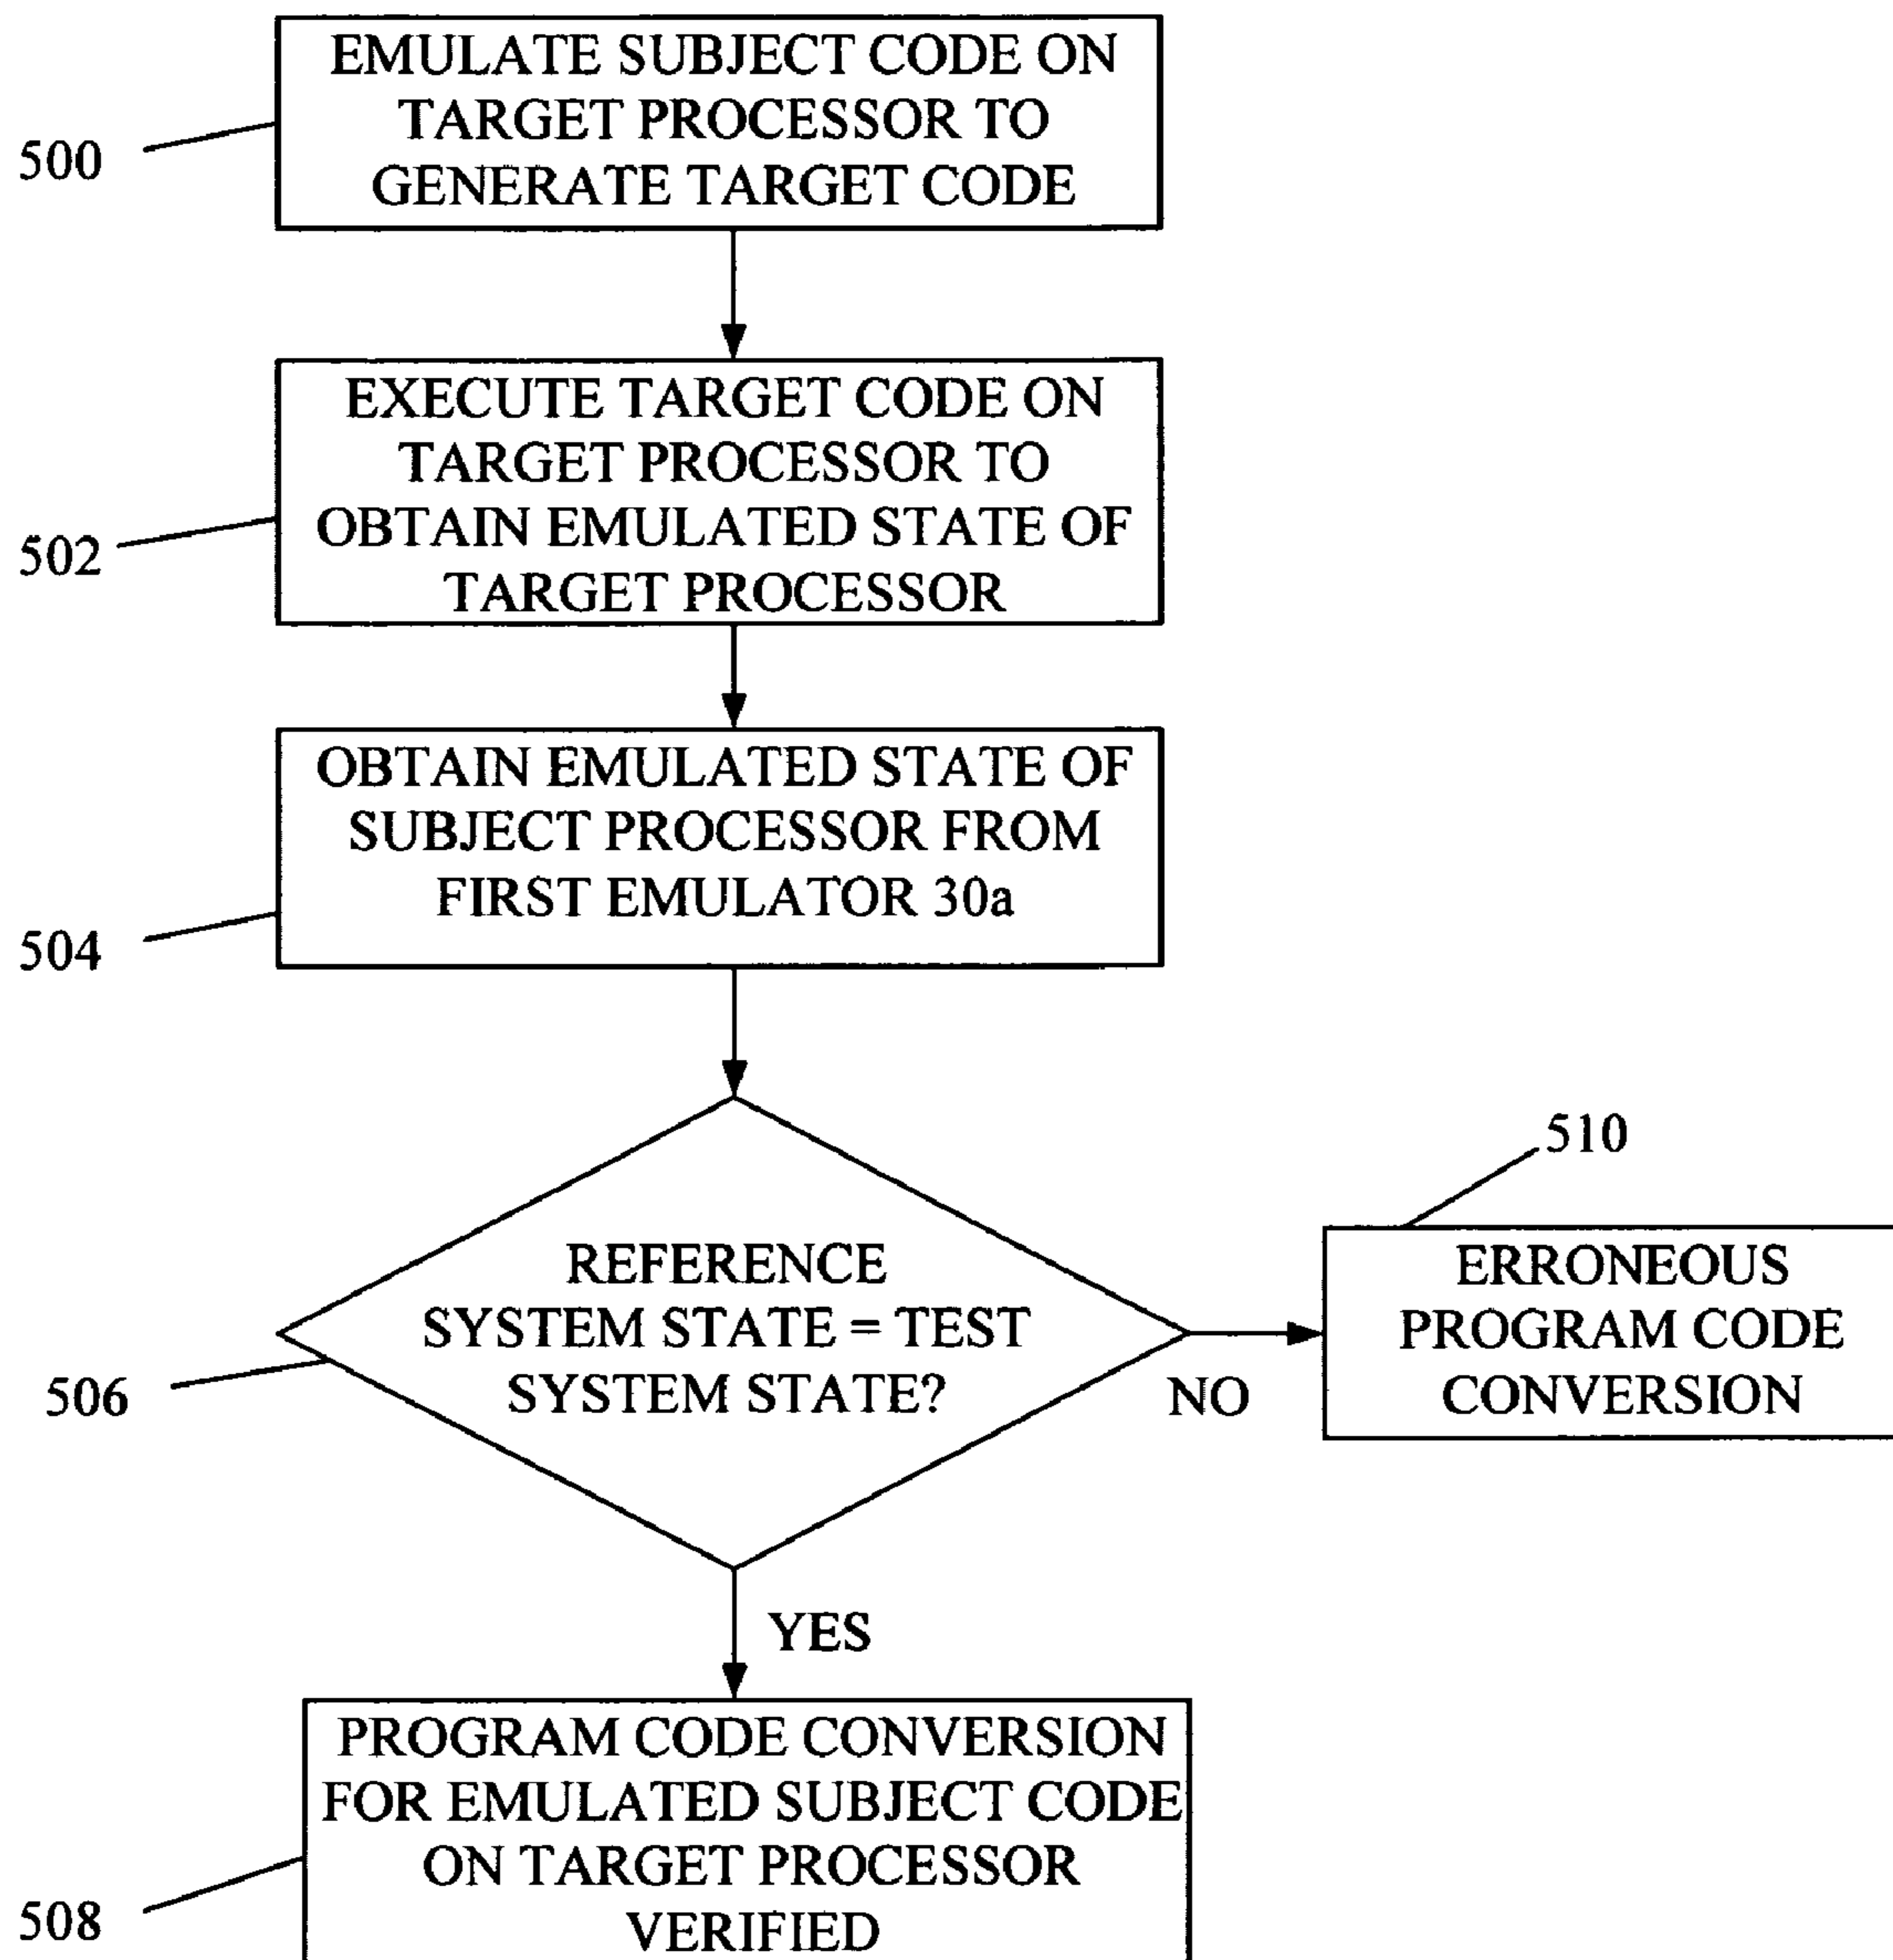 EMULATE SUBJECT CODE ON
TARGET PROCESSOR TO
GENERATE TARGET CODE
500
EXECUTE TARGET CODE ON
TARGET PROCESSOR TO
OBTAIN EMULATED STATE OF
TARGET PROCESSOR
502
OBTAIN EMULATED STATE OF
SUBJECT PROCESSOR FROM
FIRST EMULATOR 30a
504
REFERENCE
SYSTEM STATE = TEST
SYSTEM STATE?
506
NO
510
ERRONEOUS
PROGRAM CODE
CONVERSION
YES
PROGRAM CODE CONVERSION
FOR EMULATED SUBJECT CODE
ON TARGET PROCESSOR
VERIFIED
508